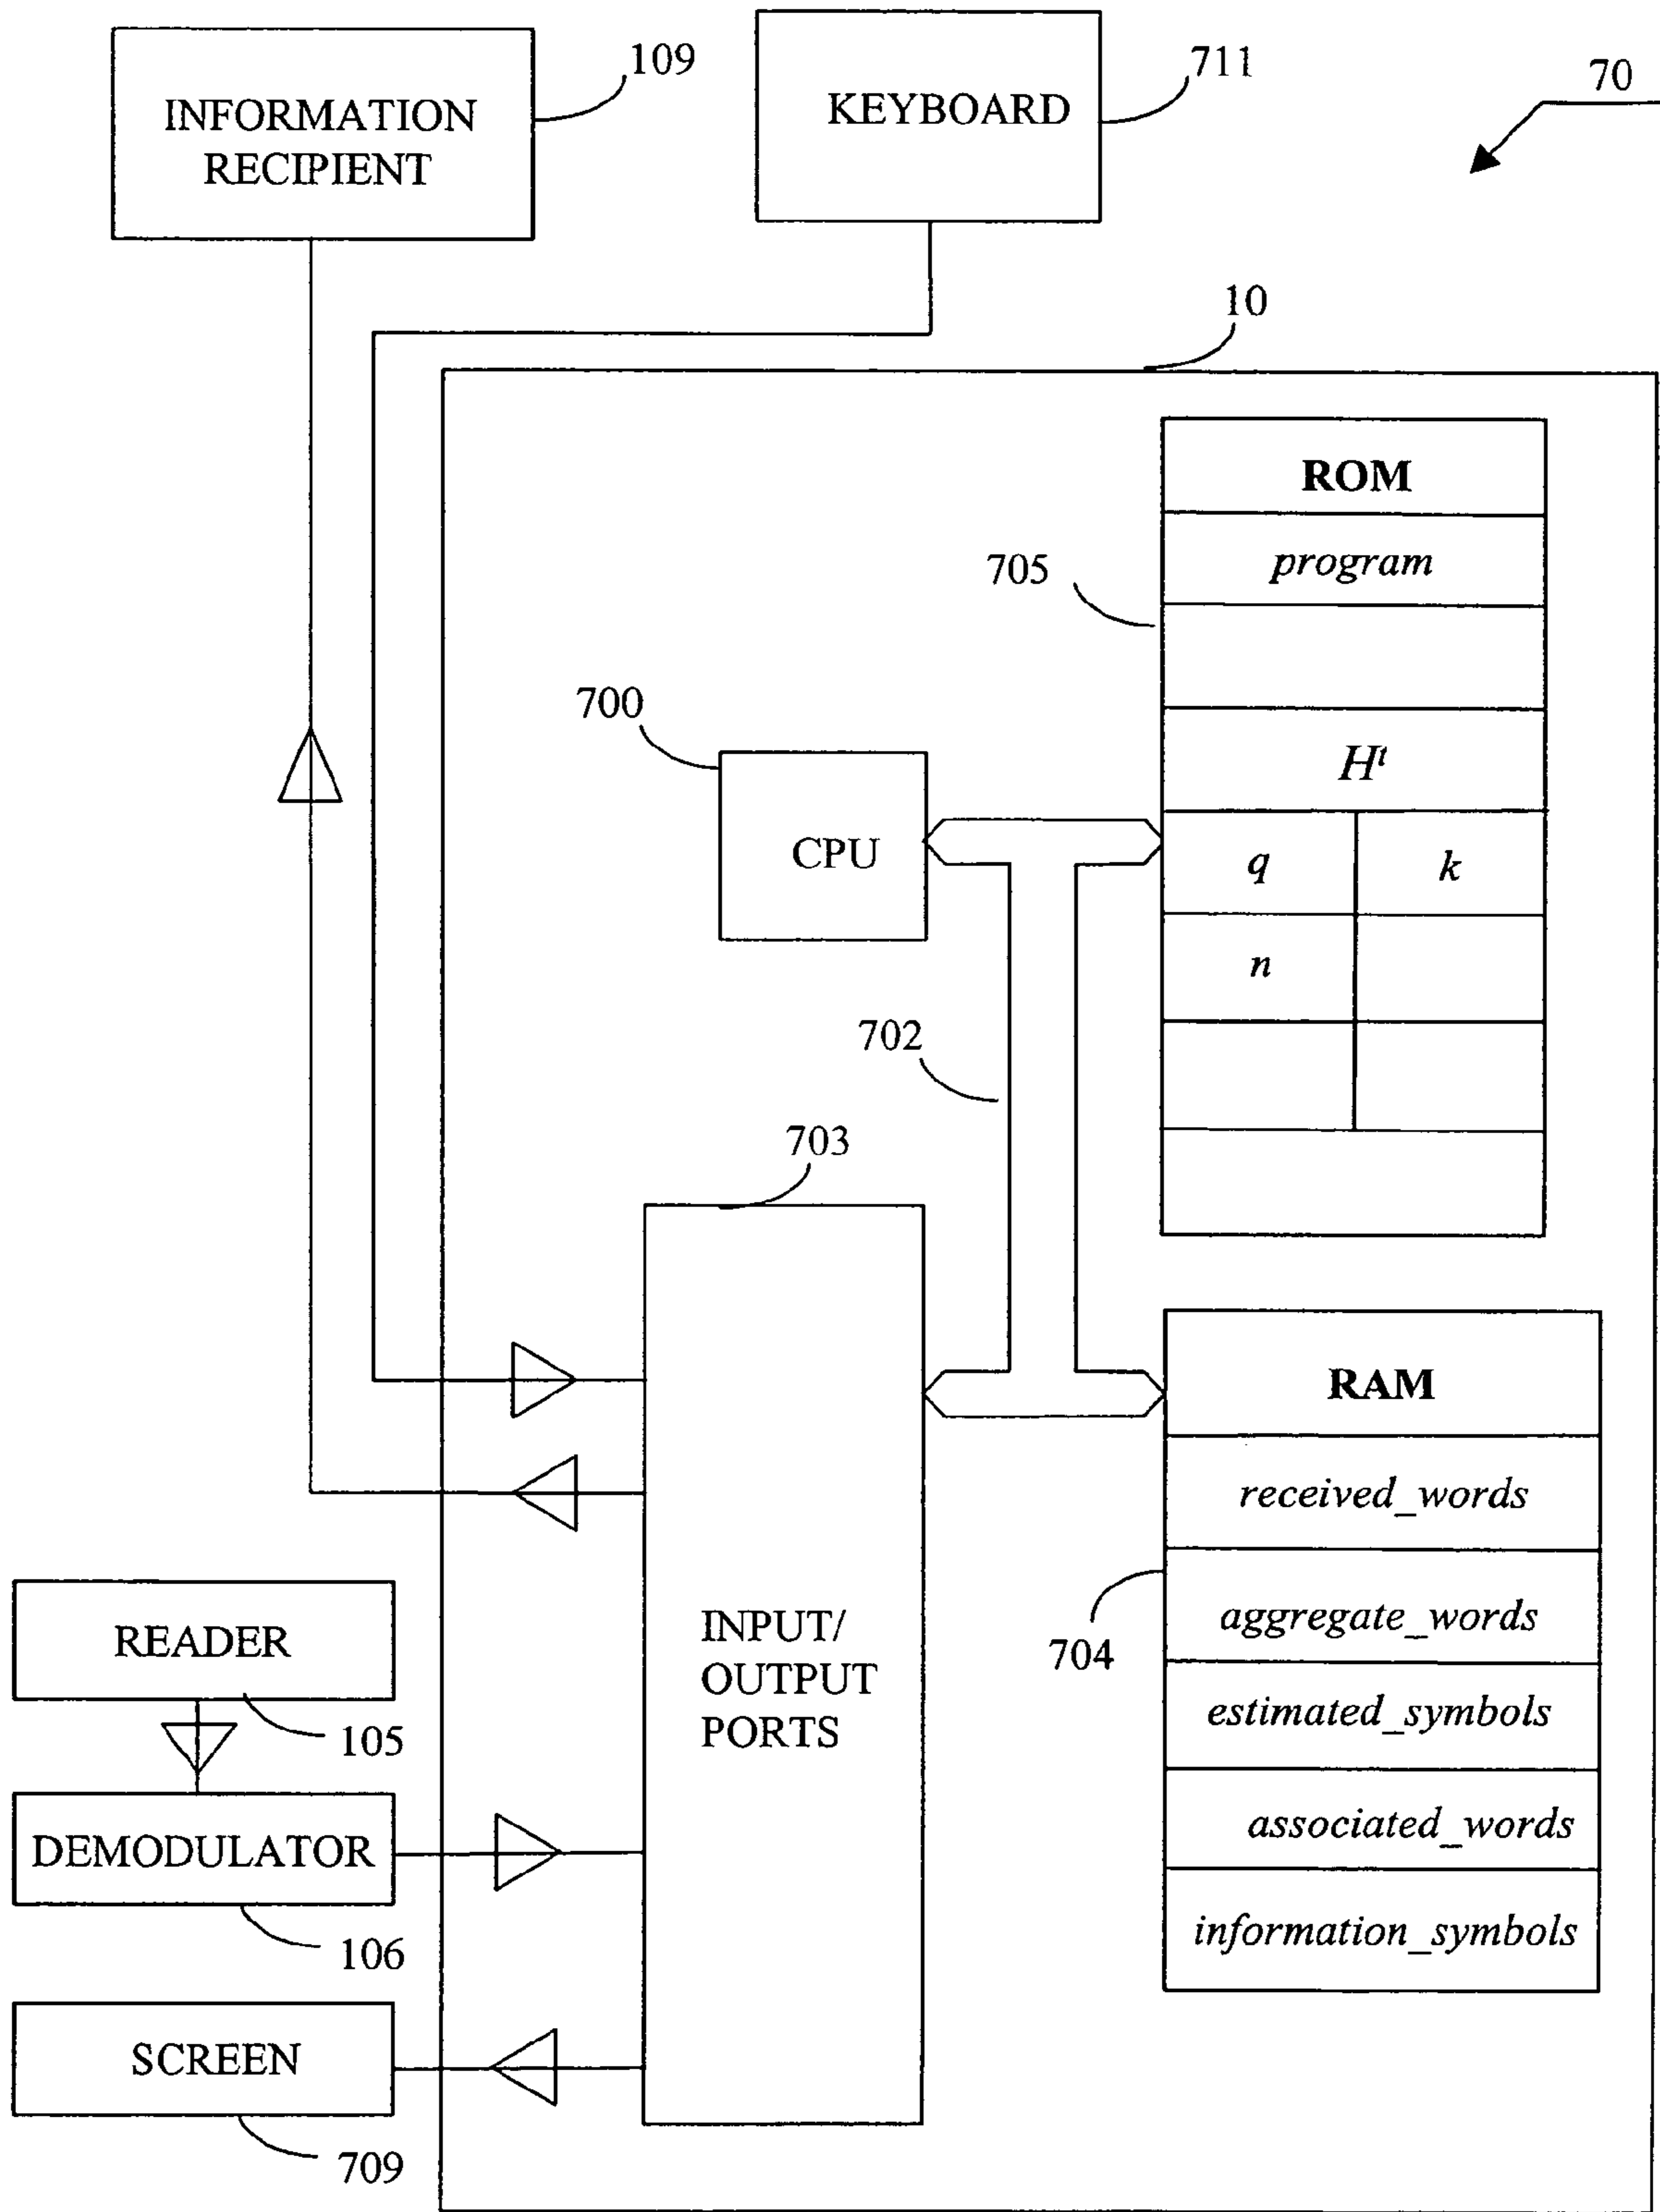 109
INFORMATION
RECIPIENT
711
KEYBOARD
70
10
ROM
program
705
700
Hᵗ
CPU
q
k
n
702
703
RAM
received_words
INPUT/
OUTPUT
PORTS
704
aggregate_words
READER
105
estimated_symbols
DEMODULATOR
106
associated_words
information_symbols
SCREEN
709